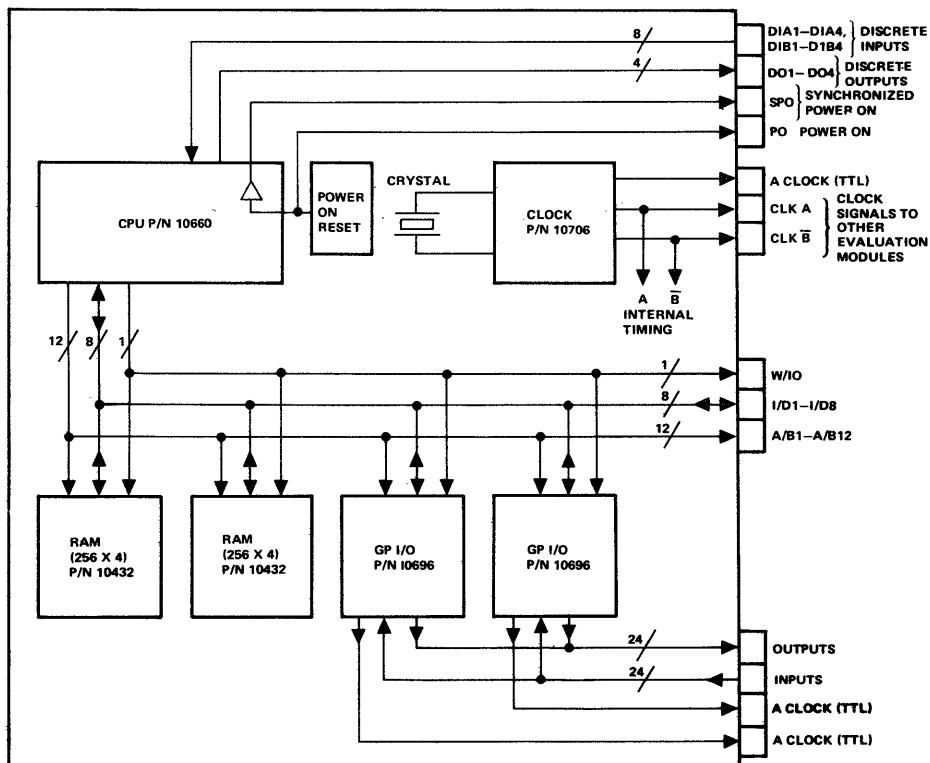 8
DIA1–DIA4,
DIB1–D1B4
DISCRETE
INPUTS
4
DO1–DO4
DISCRETE
OUTPUTS
SPO
SYNCHRONIZED
POWER ON
PO POWER ON
CPU P/N 10660
POWER
ON
RESET
CRYSTAL
CLOCK
P/N 10706
A CLOCK (TTL)
CLK A
CLK B̅
CLOCK
SIGNALS TO
OTHER
EVALUATION
MODULES
A B̅
INTERNAL
TIMING
12 8 1
1
W/IO
8
I/D1–I/D8
12
A/B1–A/B12
RAM
(256 X 4)
P/N 10432
RAM
(256 X 4)
P/N 10432
GP I/O
P/N I0696
GP I/O
P/N 10696
24
OUTPUTS
24
INPUTS
A CLOCK (TTL)
A CLOCK (TTL)